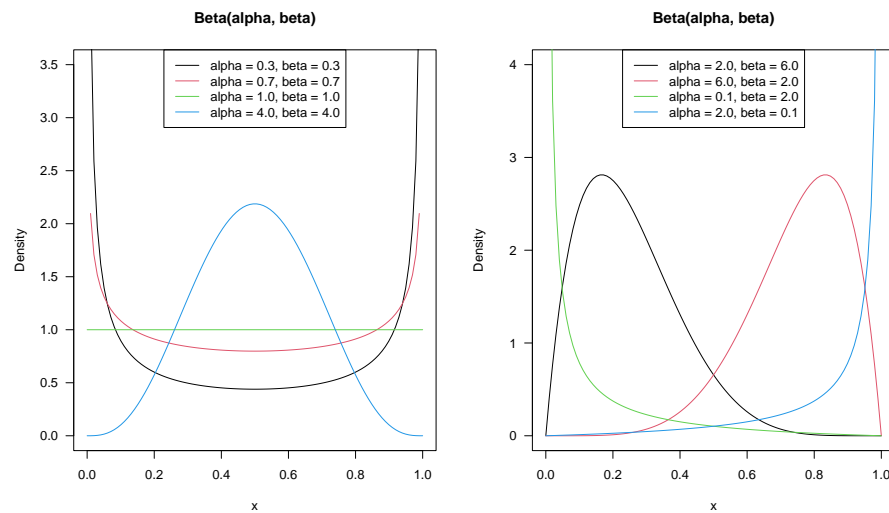 Beta(alpha, beta)
alpha = 0.3, beta = 0.3
alpha = 0.7, beta = 0.7
alpha = 1.0, beta = 1.0
alpha = 4.0, beta = 4.0
Density
3.5
3.0
2.5
2.0
1.5
1.0
0.5
0.0
0.0 0.2 0.4 0.6 0.8 1.0
x
Beta(alpha, beta)
alpha = 2.0, beta = 6.0
alpha = 6.0, beta = 2.0
alpha = 0.1, beta = 2.0
alpha = 2.0, beta = 0.1
Density
4
3
2
1
0
0.0 0.2 0.4 0.6 0.8 1.0
x